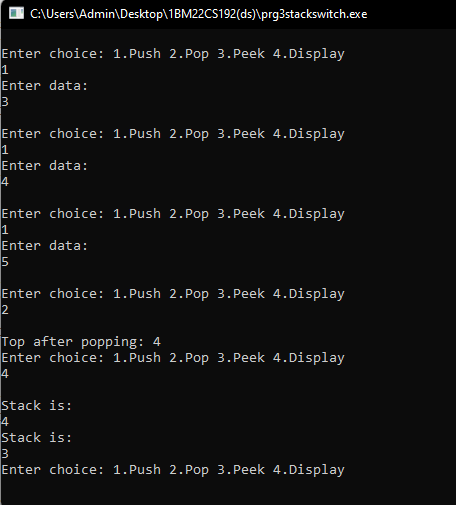 C:\Users\Admin\Desktop\1BM22CS192(ds)\prg3stackswitch.exe
Enter choice: 1.Push 2.Pop 3.Peek 4.Display
1
Enter data:
3
Enter choice: 1.Push 2.Pop 3.Peek 4.Display
1
Enter data:
4
Enter choice: 1.Push 2.Pop 3.Peek 4.Display
1
Enter data:
5
Enter choice: 1.Push 2.Pop 3.Peek 4.Display
2
Top after popping: 4
Enter choice: 1.Push 2.Pop 3.Peek 4.Display
4
Stack is:
4
Stack is:
3
Enter choice: 1.Push 2.Pop 3.Peek 4.Display